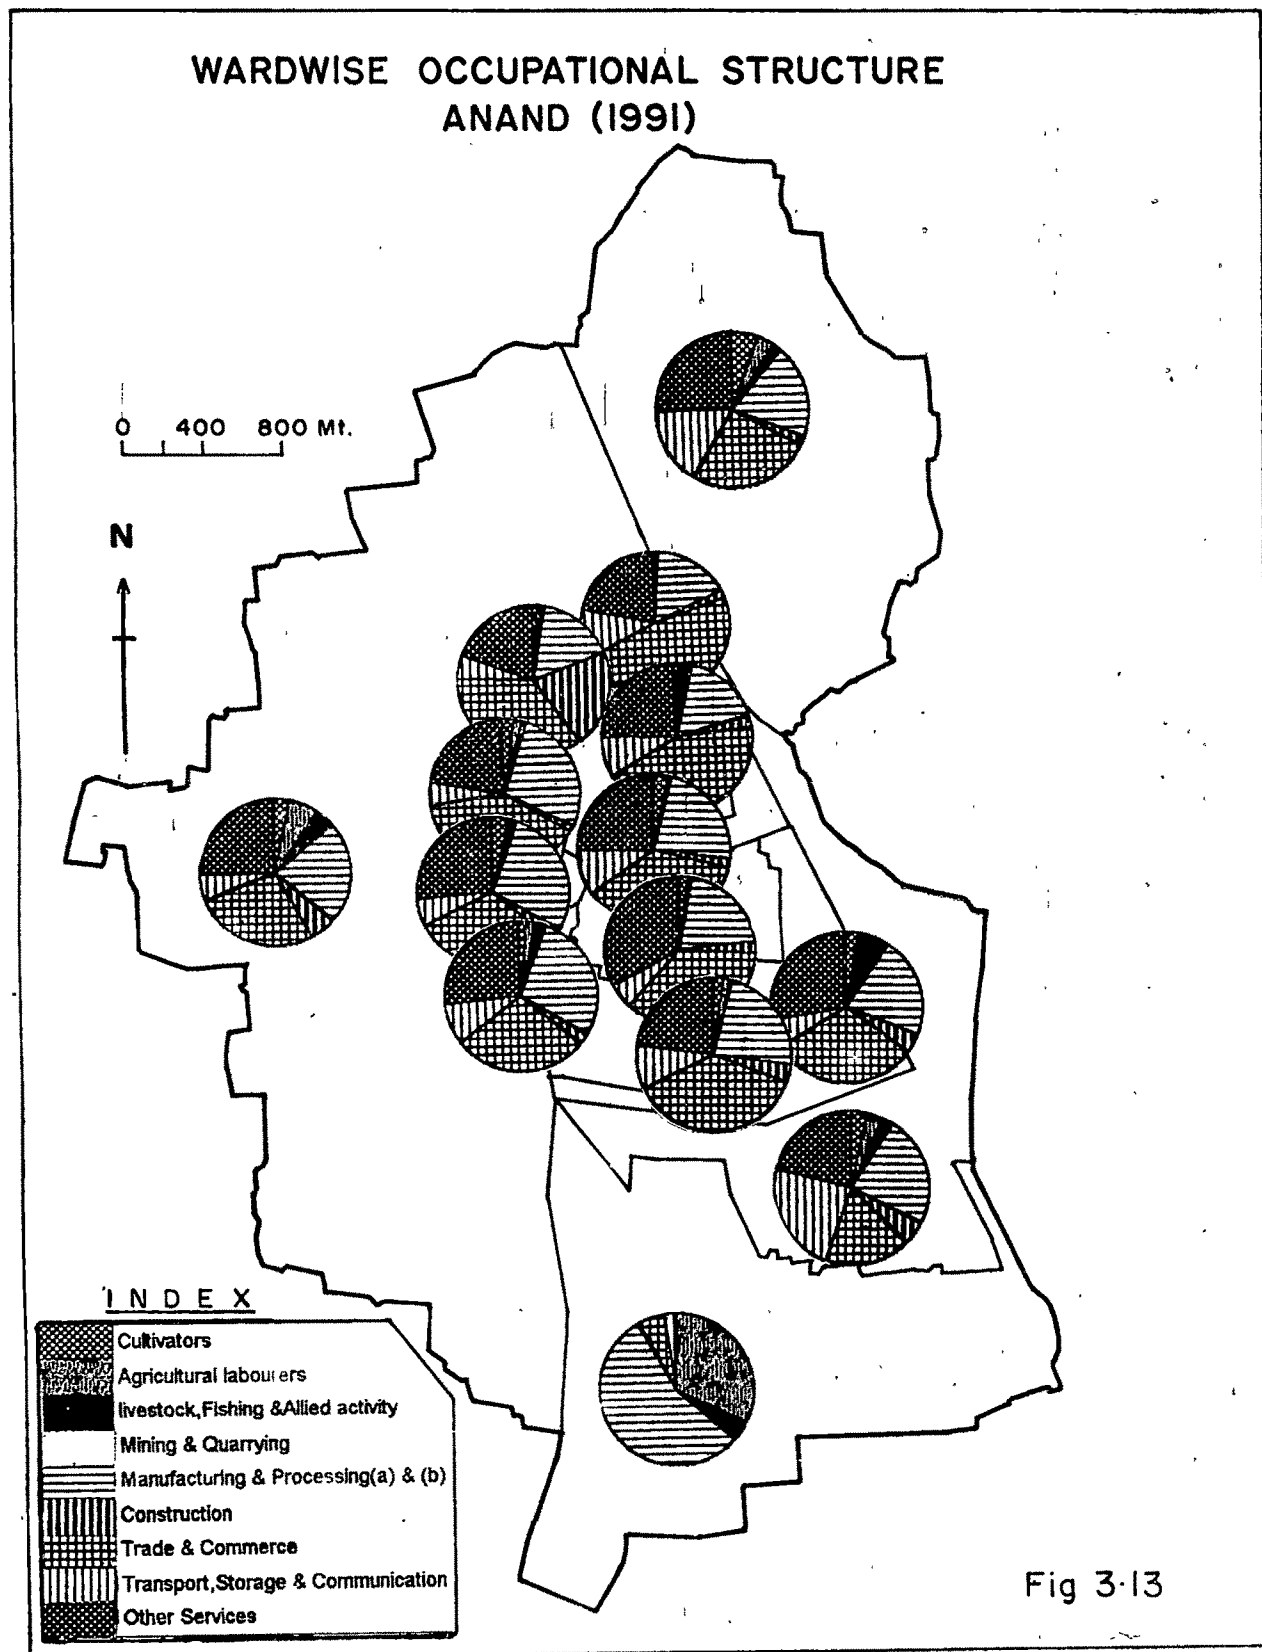 WARDWISE OCCUPATIONAL STRUCTURE
ANAND (1991)
0 400 800 Mt.
N
INDEX
Cultivators
Agricultural labourers
livestock,Fishing &Allied activity
Mining & Quarrying
Manufacturing & Processing(a) & (b)
Construction
Trade & Commerce
Transport,Storage & Communication
Other Services
Fig 3·13